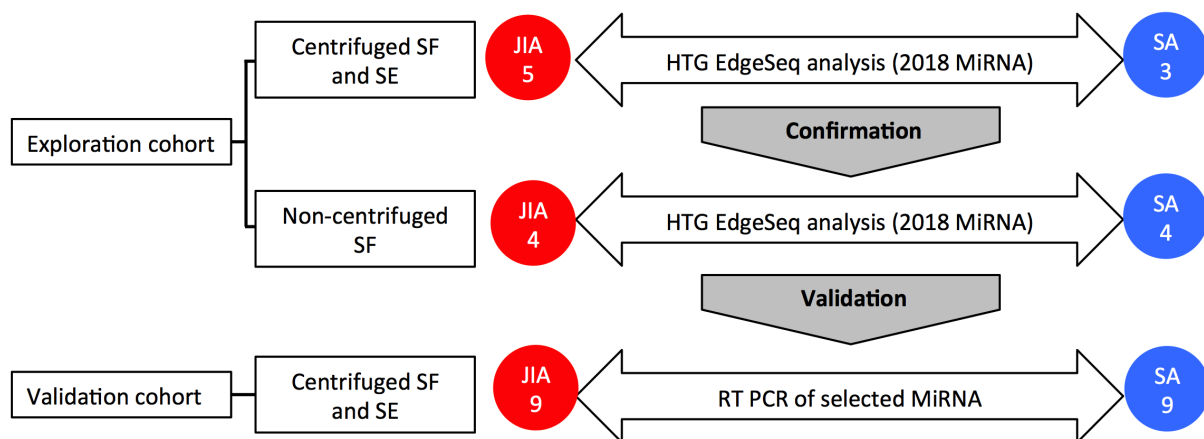 Centrifuged SF
and SE
JIA
5
HTG EdgeSeq analysis (2018 MiRNA)
SA
3
Exploration cohort
Confirmation
Non-centrifuged
SF
JIA
4
HTG EdgeSeq analysis (2018 MiRNA)
SA
4
Validation
Validation cohort
Centrifuged SF
and SE
JIA
9
RT PCR of selected MiRNA
SA
9